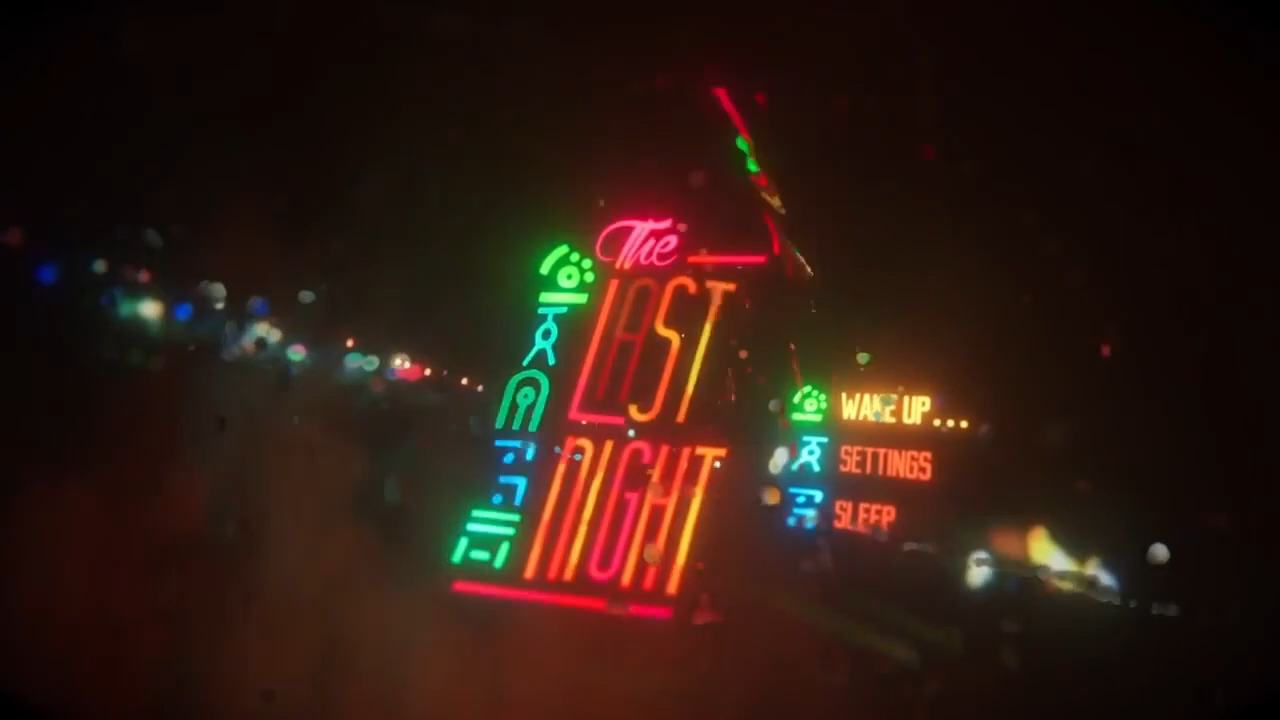 The
LAST
NIGHT
WAKE UP...
SETTINGS
SLEEP